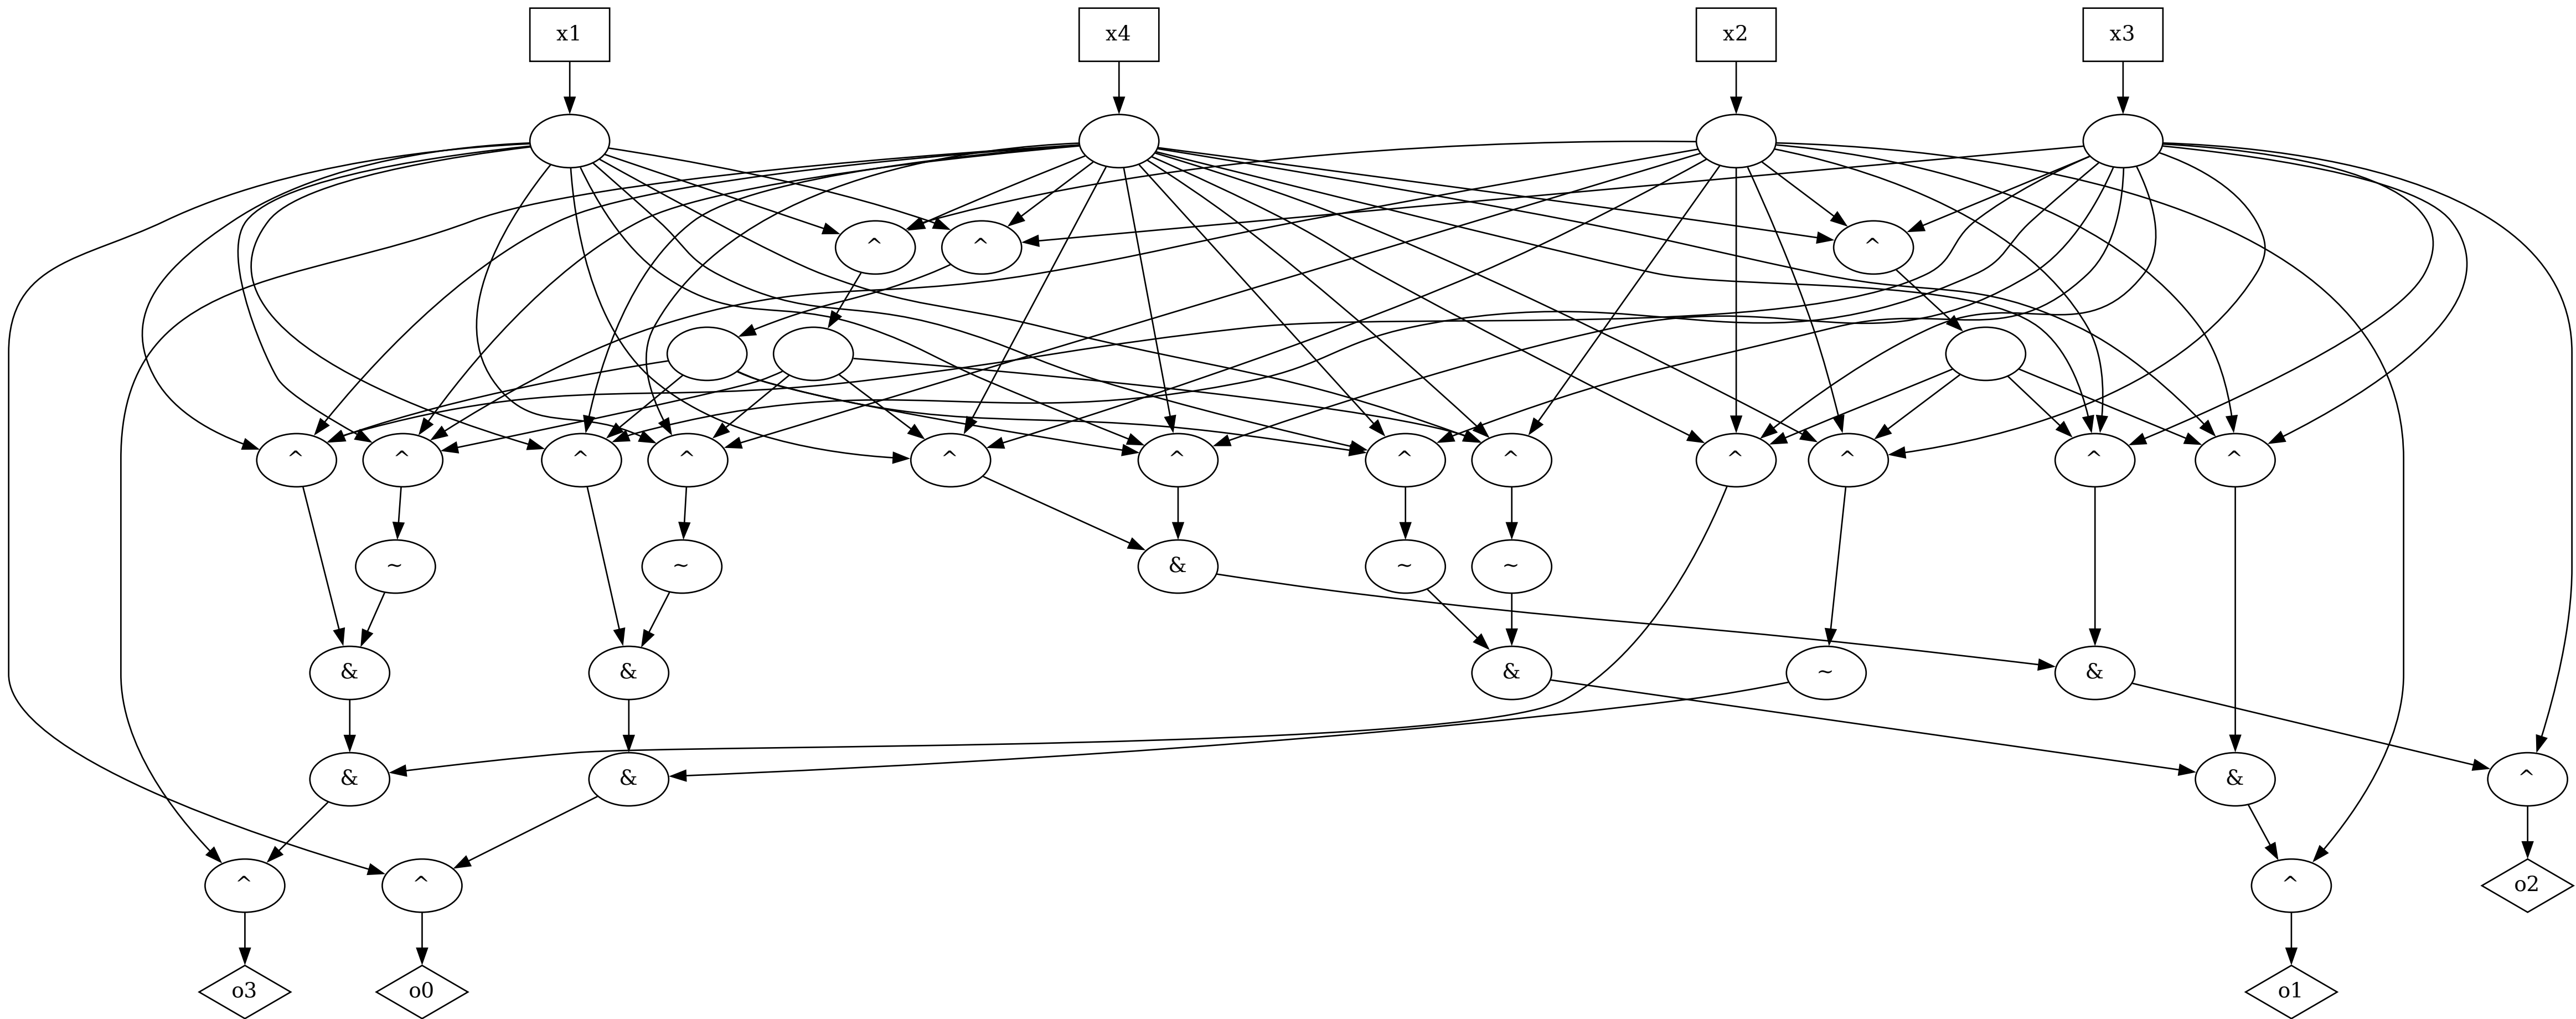 x1 x4 x2 x3
^ ^ ^
^ ^ ^ ^ ^ ^ ^ ^ ^ ^ ^ ^
~ ~ & ~ ~
& & & ~ &
& & & ^
^ ^ ^ o2
o3 o0 o1